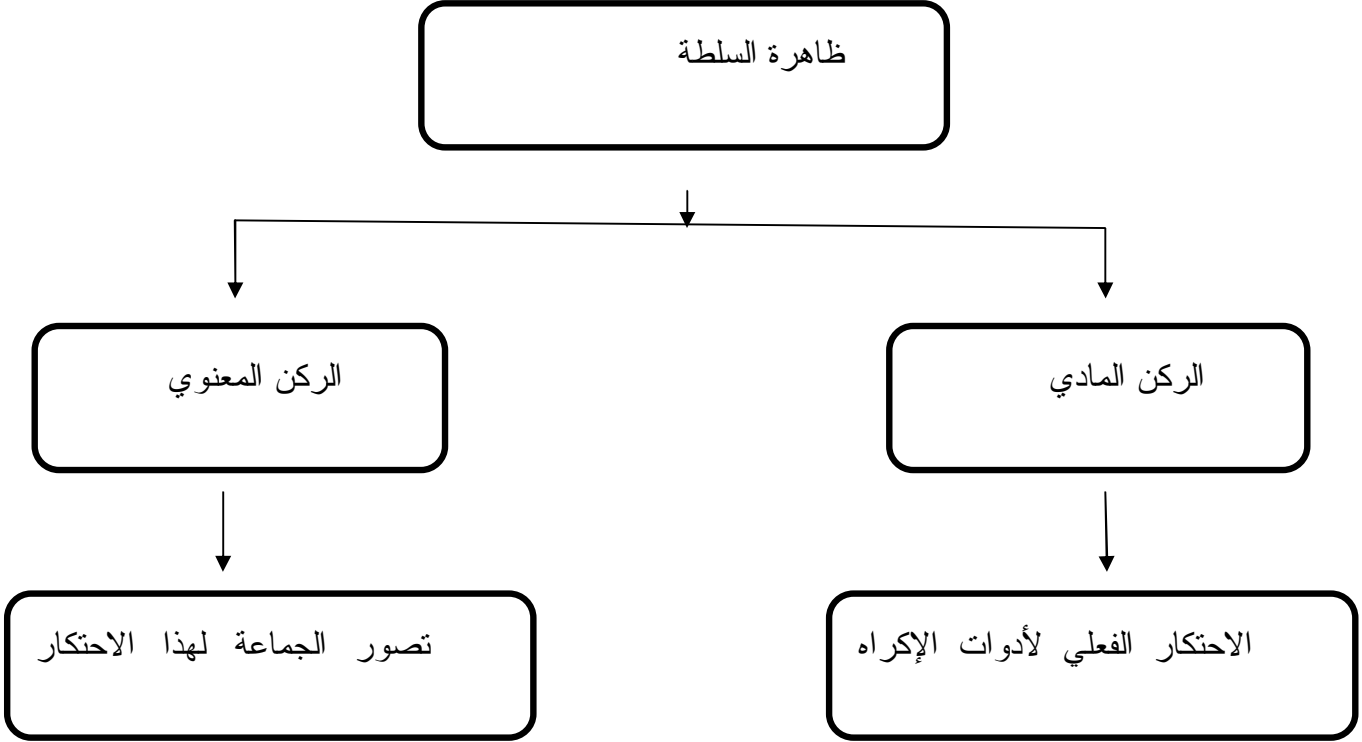 ظاهرة السلطة
الركن المادي
الركن المعنوي
الاحتكار الفعلي لأدوات الإكراه
تصور الجماعة لهذا الاحتكار